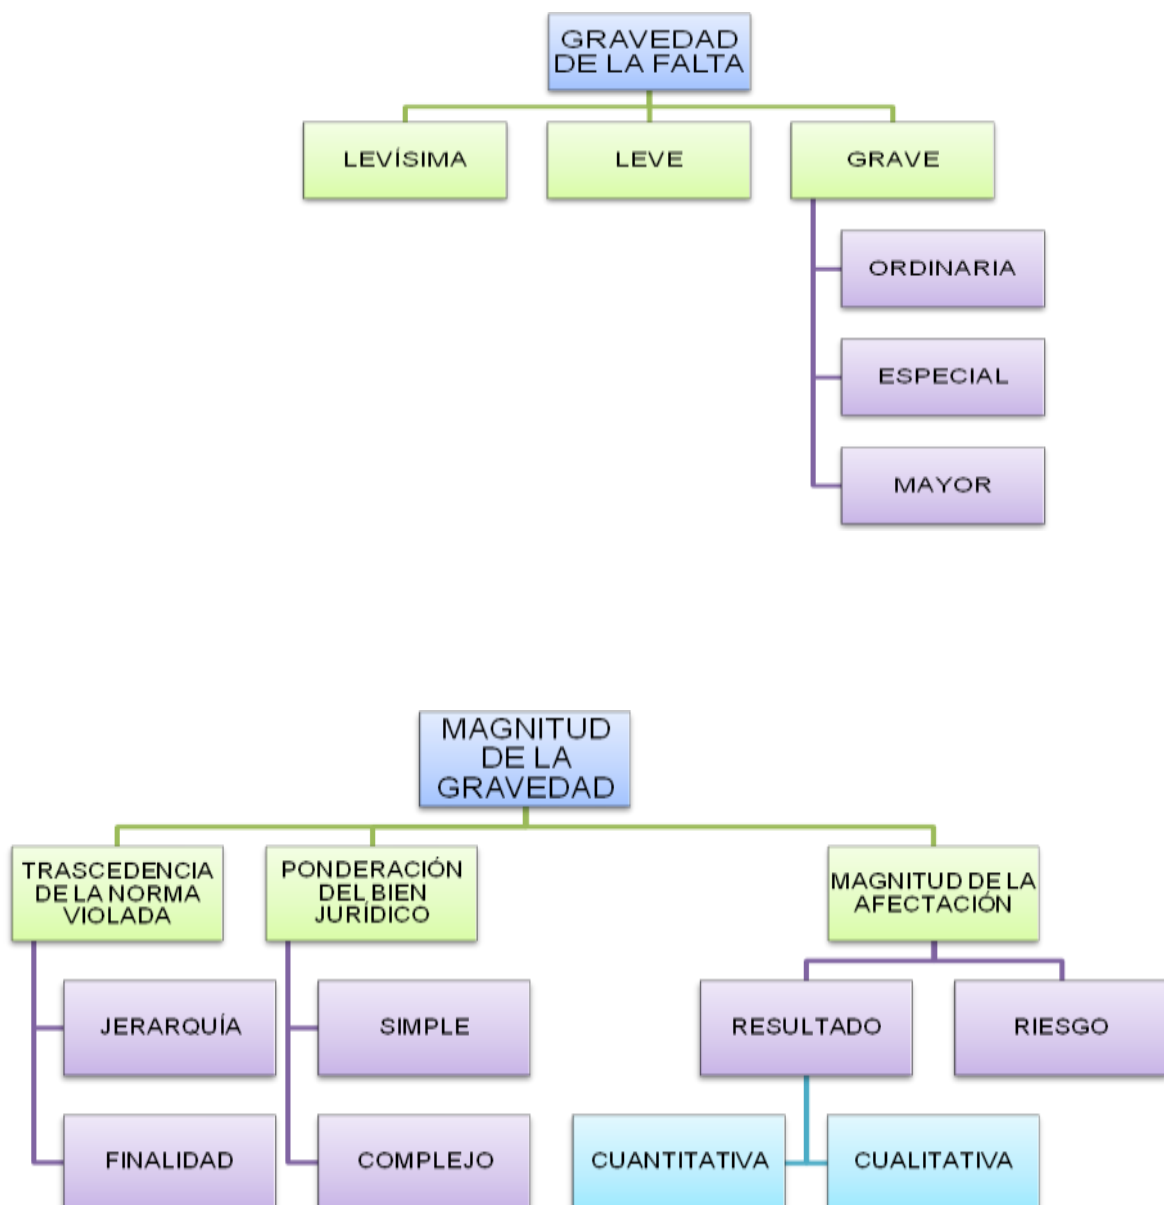 GRAVEDAD
DE LA FALTA
LEVÍSIMA
LEVE
GRAVE
ORDINARIA
ESPECIAL
MAYOR
MAGNITUD
DE LA
GRAVEDAD
TRASCEDENCIA
DE LA NORMA
VIOLADA
PONDERACIÓN
DEL BIEN
JURÍDICO
MAGNITUD DE LA
AFECTACIÓN
JERARQUÍA
SIMPLE
RESULTADO
RIESGO
FINALIDAD
COMPLEJO
CUANTITATIVA
CUALITATIVA